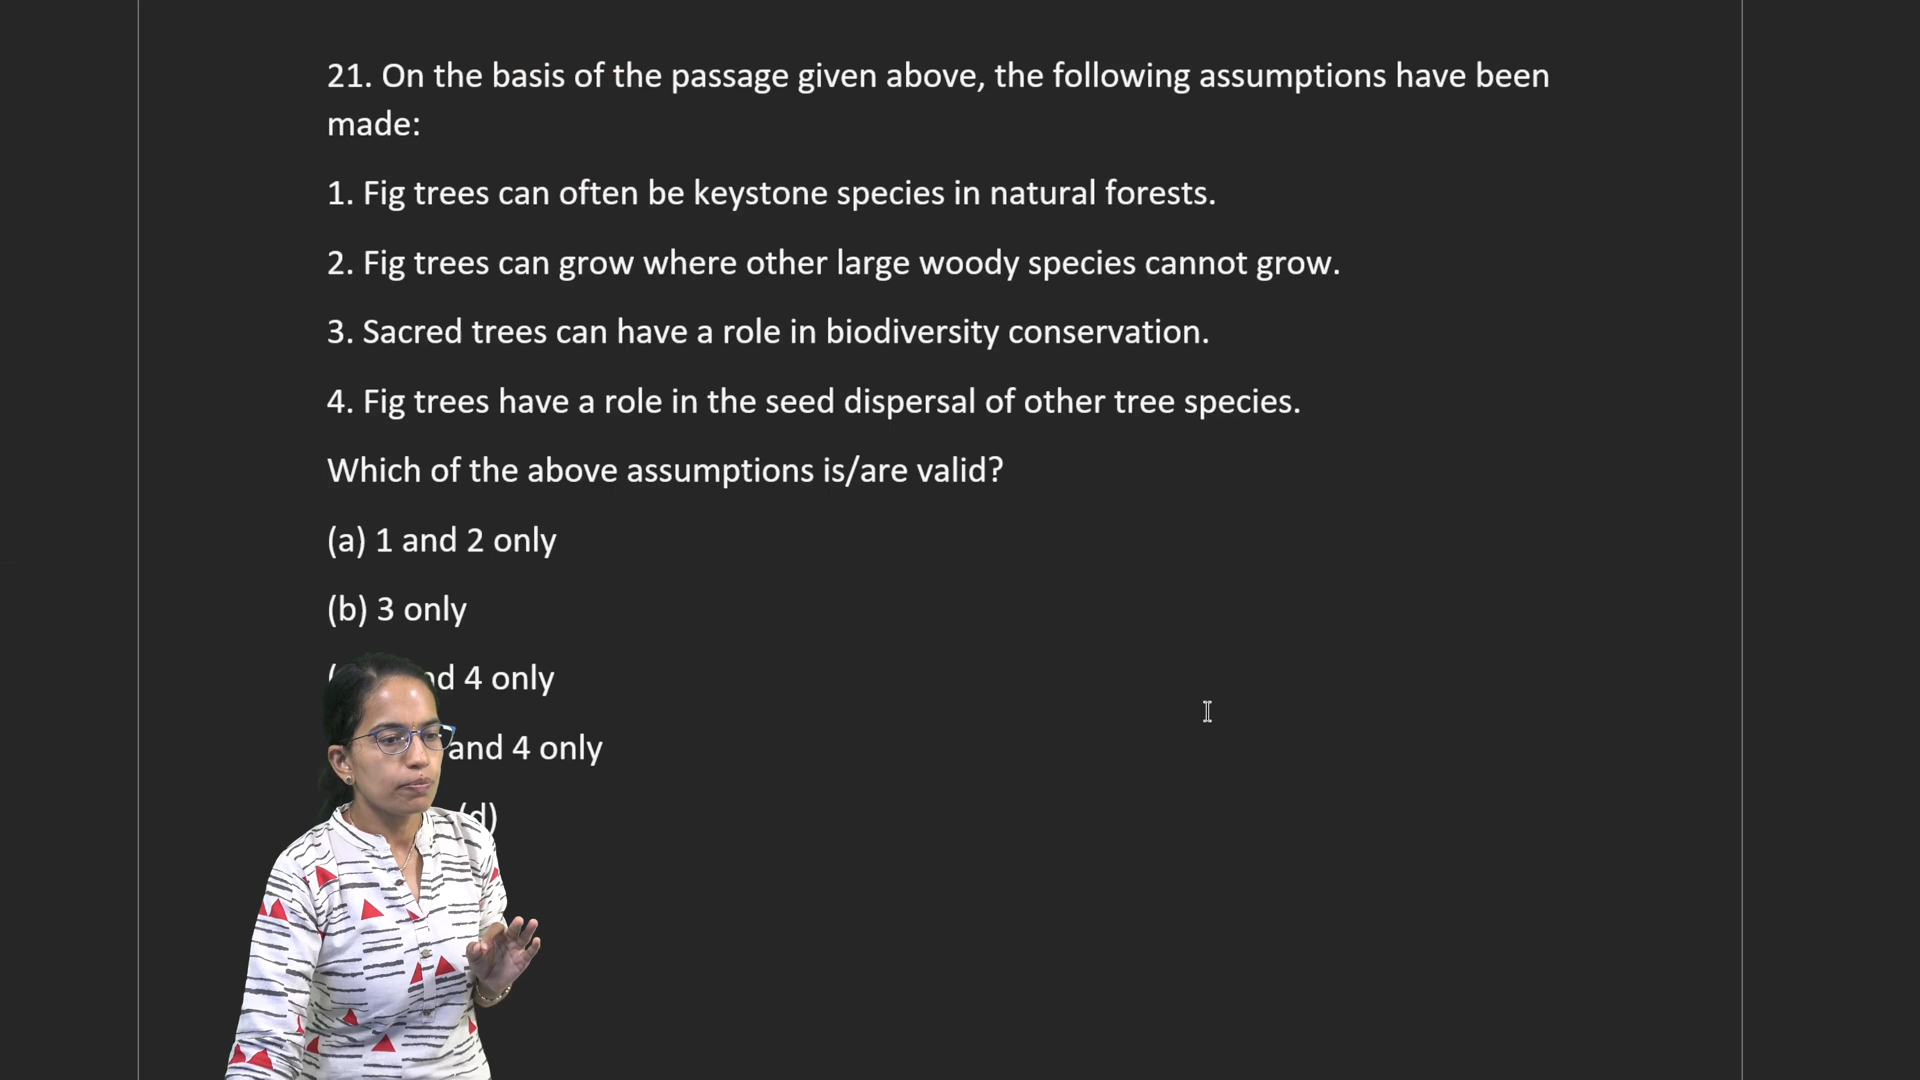 21. On the basis of the passage given above, the following assumptions have been
made:
1. Fig trees can often be keystone species in natural forests.
2. Fig trees can grow where other large woody species cannot grow.
3. Sacred trees can have a role in biodiversity conservation.
4. Fig trees have a role in the seed dispersal of other tree species.
Which of the above assumptions is/are valid?
(a) 1 and 2 only
(b) 3 only
4 only
and 4 only
(d)